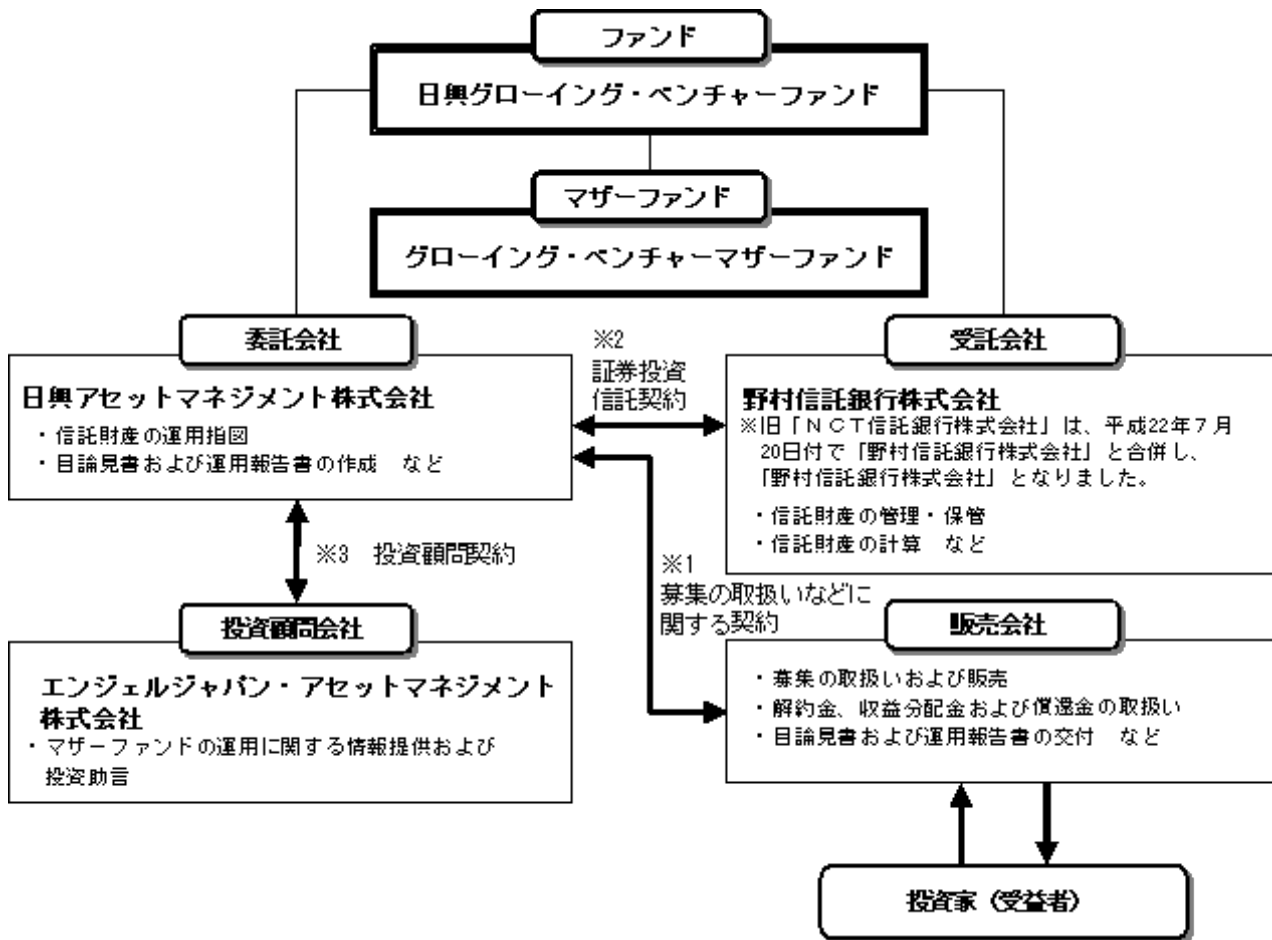 ファンド
日興グローイング・ベンチャーファンド
マザーファンド
グローイング・ベンチャーマザーファンド
委託会社
日興アセットマネジメント株式会社
・信託財産の運用指図
・目論見書および運用報告書の作成 など
※2
証券投資
信託契約
受託会社
野村信託銀行株式会社
※旧「NCT信託銀行株式会社」は、平成22年7月
20日付で「野村信託銀行株式会社」と合併し、
「野村信託銀行株式会社」となりました。
・信託財産の管理・保管
・信託財産の計算 など
※3 投資顧問契約
※1
募集の取扱いなどに
関する契約
投資顧問会社
エンジェルジャパン・アセットマネジメント
株式会社
・マザーファンドの運用に関する情報提供および
投資助言
販売会社
・募集の取扱いおよび販売
・解約金、収益分配金および償還金の取扱い
・目論見書および運用報告書の交付 など
投資家(受益者)